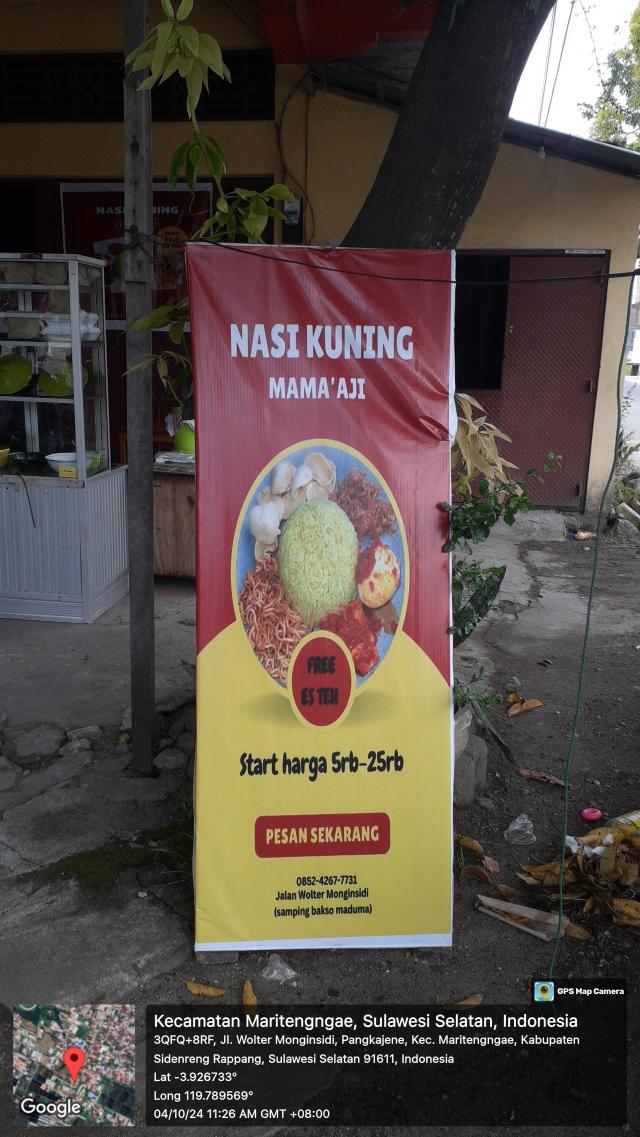 NASI KUNING
NASI KUNING
MAMA'AJI
FREE
ES TEH
Start harga 5rb-25rb
PESAN SEKARANG
0852-4267-7731
Jalan Wolter Monginsidi
(samping bakso maduma)
GPS Map Camera
Kecamatan Maritengngae, Sulawesi Selatan, Indonesia
3QFQ+8RF, Jl. Wolter Monginsidi, Pangkajene, Kec. Maritengngae, Kabupaten
Sidenreng Rappang, Sulawesi Selatan 91611, Indonesia
Lat -3.926733°
Long 119.789569°
04/10/24 11:26 AM GMT +08:00
Google